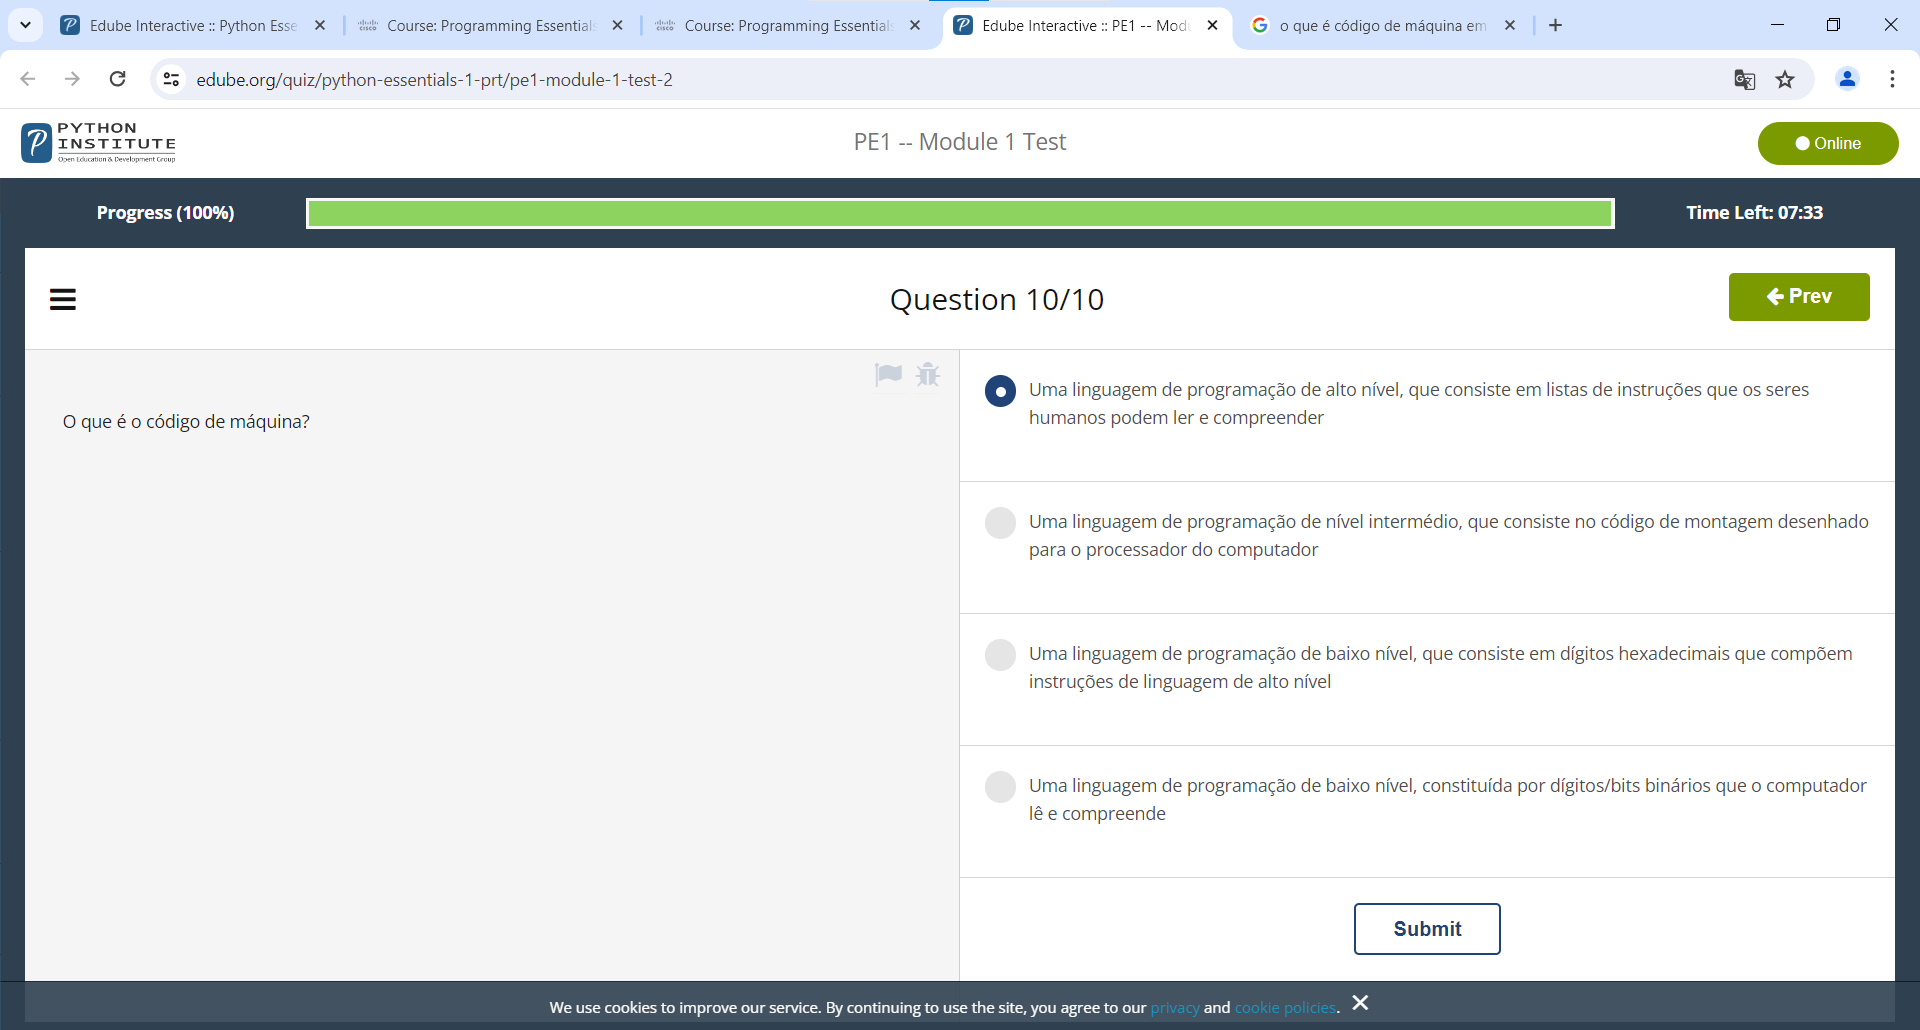 Edube Interactive :: Python Esse
Course: Programming Essentials
Course: Programming Essentials
Edube Interactive :: PE1 -- Modu
o que é código de máquina em
edube.org/quiz/python-essentials-1-prt/pe1-module-1-test-2
PYTHON
INSTITUTE
Open Education & Development Group
PE1 -- Module 1 Test
Online
Progress (100%)
Time Left: 07:33
Question 10/10
Prev
O que é o código de máquina?
Uma linguagem de programação de alto nível, que consiste em listas de instruções que os seres
humanos podem ler e compreender
Uma linguagem de programação de nível intermédio, que consiste no código de montagem desenhado
para o processador do computador
Uma linguagem de programação de baixo nível, que consiste em dígitos hexadecimais que compõem
instruções de linguagem de alto nível
Uma linguagem de programação de baixo nível, constituída por dígitos/bits binários que o computador
lê e compreende
Submit
We use cookies to improve our service. By continuing to use the site, you agree to our privacy and cookie policies.